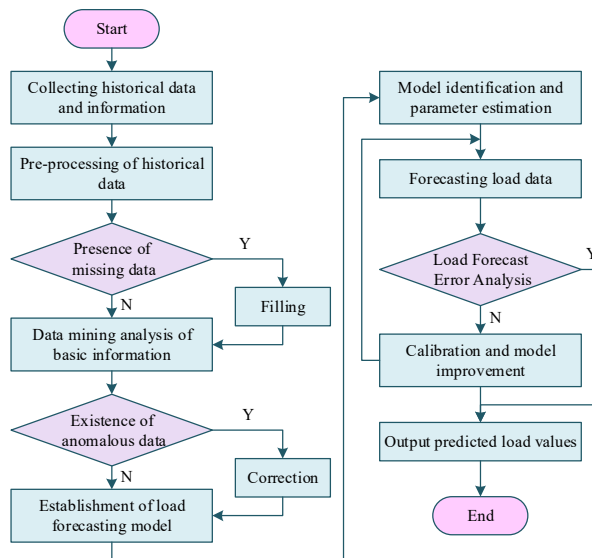 Start
Collecting historical data
and information
Pre-processing of historical
data
Presence of
missing data
Y
N
Filling
Data mining analysis of
basic information
Existence of
anomalous data
Y
N
Correction
Establishment of load
forecasting model
Model identification and
parameter estimation
Forecasting load data
Load Forecast
Error Analysis
Y
N
Calibration and model
improvement
Output predicted load values
End